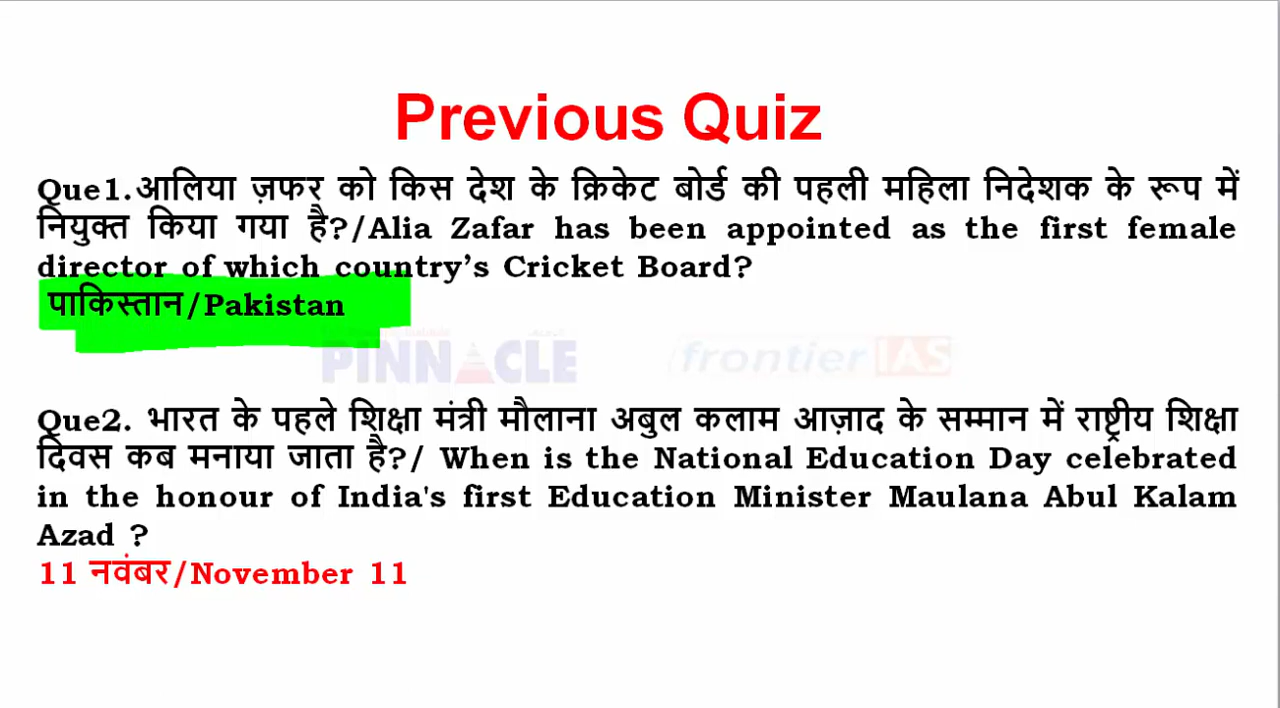 Previous Quiz
Que1.आलिया ज़फर को किस देश के क्रिकेट बोर्ड की पहली महिला निदेशक के रूप में
नियुक्त किया गया है?/Alia Zafar has been appointed as the first female
director of which country’s Cricket Board?
पाकिस्तान/Pakistan
PINNACLE frontier IAS
Que2. भारत के पहले शिक्षा मंत्री मौलाना अबुल कलाम आज़ाद के सम्मान में राष्ट्रीय शिक्षा
दिवस कब मनाया जाता है?/ When is the National Education Day celebrated
in the honour of India's first Education Minister Maulana Abul Kalam
Azad ?
11 नवंबर/November 11